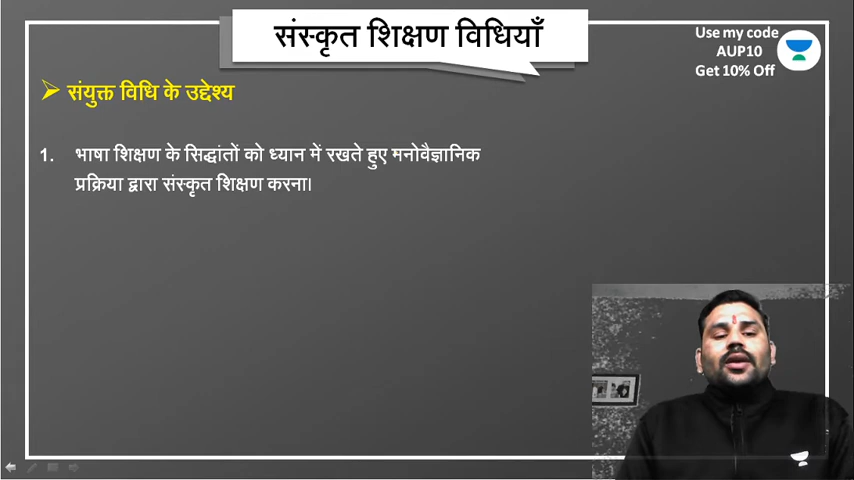 संस्कृत शिक्षण विधियाँ
Use my code
AUP10
Get 10% Off
संयुक्त विधि के उद्देश्य
1. भाषा शिक्षण के सिद्धांतों को ध्यान में रखते हुए मनोवैज्ञानिक
प्रक्रिया द्वारा संस्कृत शिक्षण करना।